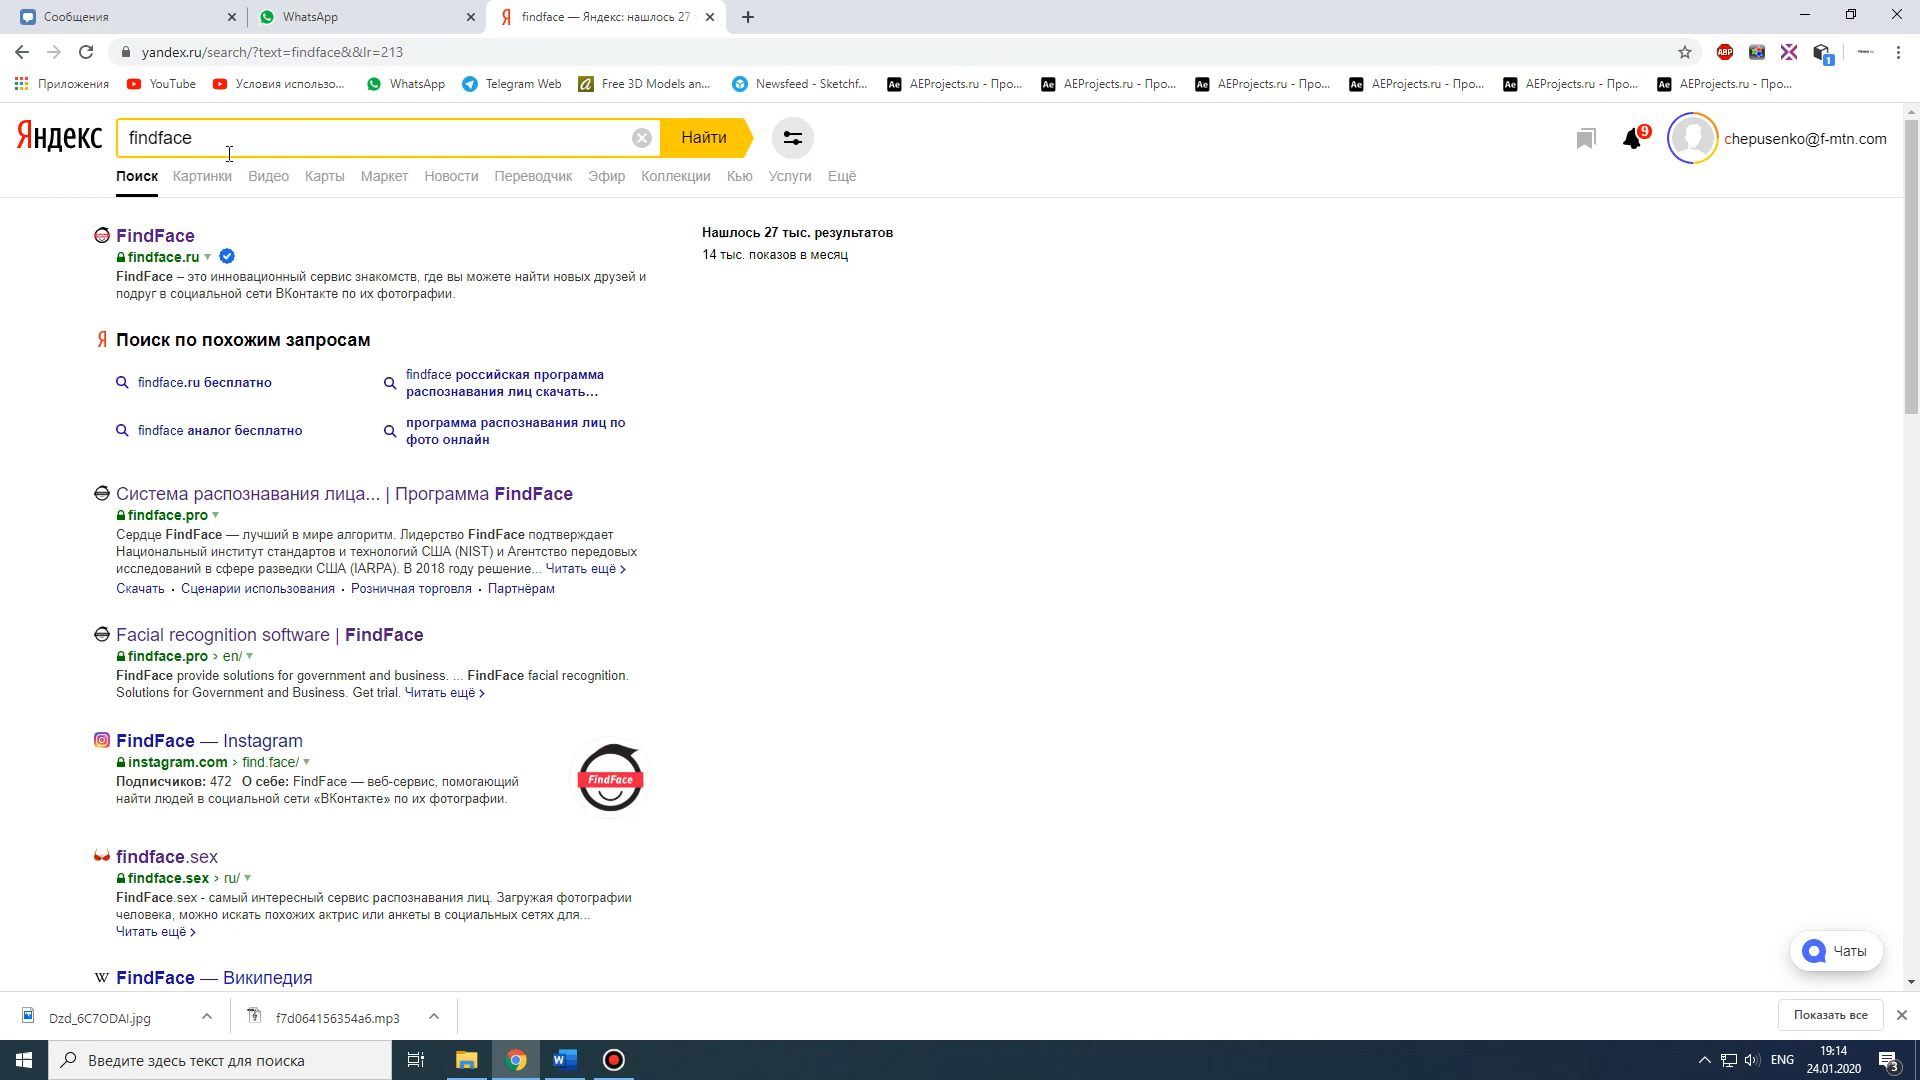 Сообщения
WhatsApp
findface — Яндекс: нашлось 27
yandex.ru/search/?text=findface&&lr=213
ABP
1
Приложения
YouTube
Условия использо...
WhatsApp
Telegram Web
Free 3D Models an...
Newsfeed - Sketchf...
Ae AEProjects.ru - Про...
Ae AEProjects.ru - Про...
Ae AEProjects.ru - Про...
Ae AEProjects.ru - Про...
Ae AEProjects.ru - Про...
Ae AEProjects.ru - Про...
Яндекс
findface
Найти
9
chepusenko@f-mtn.com
Поиск Картинки Видео Карты Маркет Новости Переводчик Эфир Коллекции Кью Услуги Ещё
FindFace
findface.ru
FindFace – это инновационный сервис знакомств, где вы можете найти новых друзей и
подруг в социальной сети ВКонтакте по их фотографии.
Нашлось 27 тыс. результатов
14 тыс. показов в месяц
Я Поиск по похожим запросам
findface.ru бесплатно
findface российская программа
распознавания лиц скачать...
findface аналог бесплатно
программа распознавания лиц по
фото онлайн
Система распознавания лица... | Программа FindFace
findface.pro
Сердце FindFace — лучший в мире алгоритм. Лидерство FindFace подтверждает
Национальный институт стандартов и технологий США (NIST) и Агентство передовых
исследований в сфере разведки США (IARPA). В 2018 году решение... Читать ещё >
Скачать · Сценарии использования · Розничная торговля · Партнёрам
Facial recognition software | FindFace
findface.pro > en/
FindFace provide solutions for government and business. ... FindFace facial recognition.
Solutions for Government and Business. Get trial. Читать ещё >
FindFace — Instagram
instagram.com > find.face/
Подписчиков: 472 О себе: FindFace — веб-сервис, помогающий
найти людей в социальной сети «ВКонтакте» по их фотографии.
FindFace
findface.sex
findface.sex > ru/
FindFace.sex - самый интересный сервис распознавания лиц. Загружая фотографии
человека, можно искать похожих актрис или анкеты в социальных сетях для...
Читать ещё >
W FindFace — Википедия
Чаты
Dzd_6C7ODAI.jpg
f7d064156354a6.mp3
Показать все
Введите здесь текст для поиска
W
ENG
19:14
24.01.2020
3